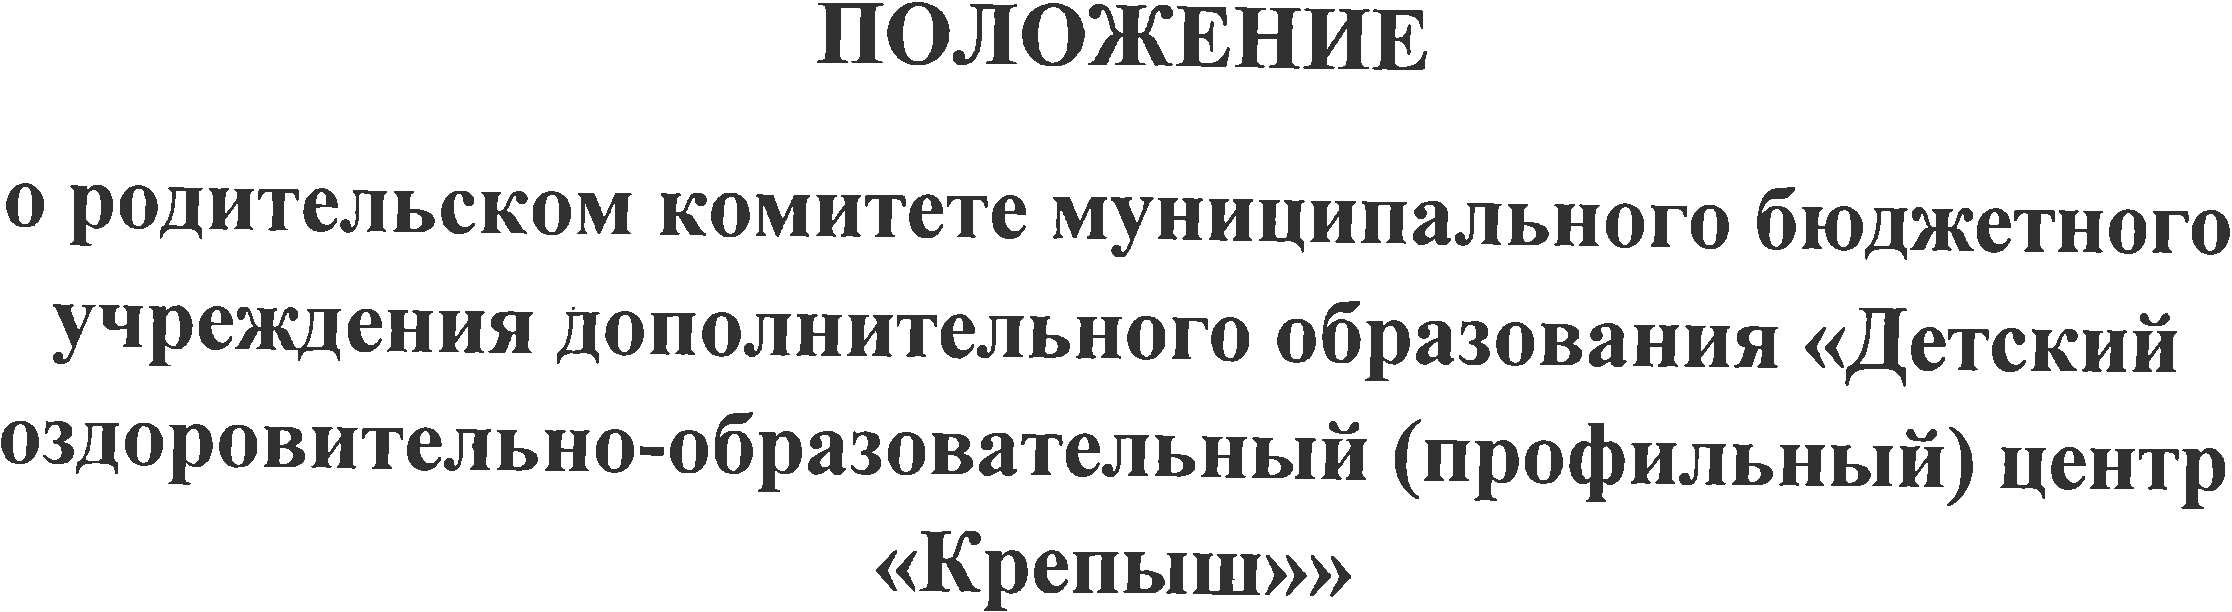 ПОЛОЖЕНИЕ
о родительском комитете муниципального бюджетного
учреждения дополнительного образования «Детский
оздоровительно-образовательный (профильный) центр
«Крепыш»»